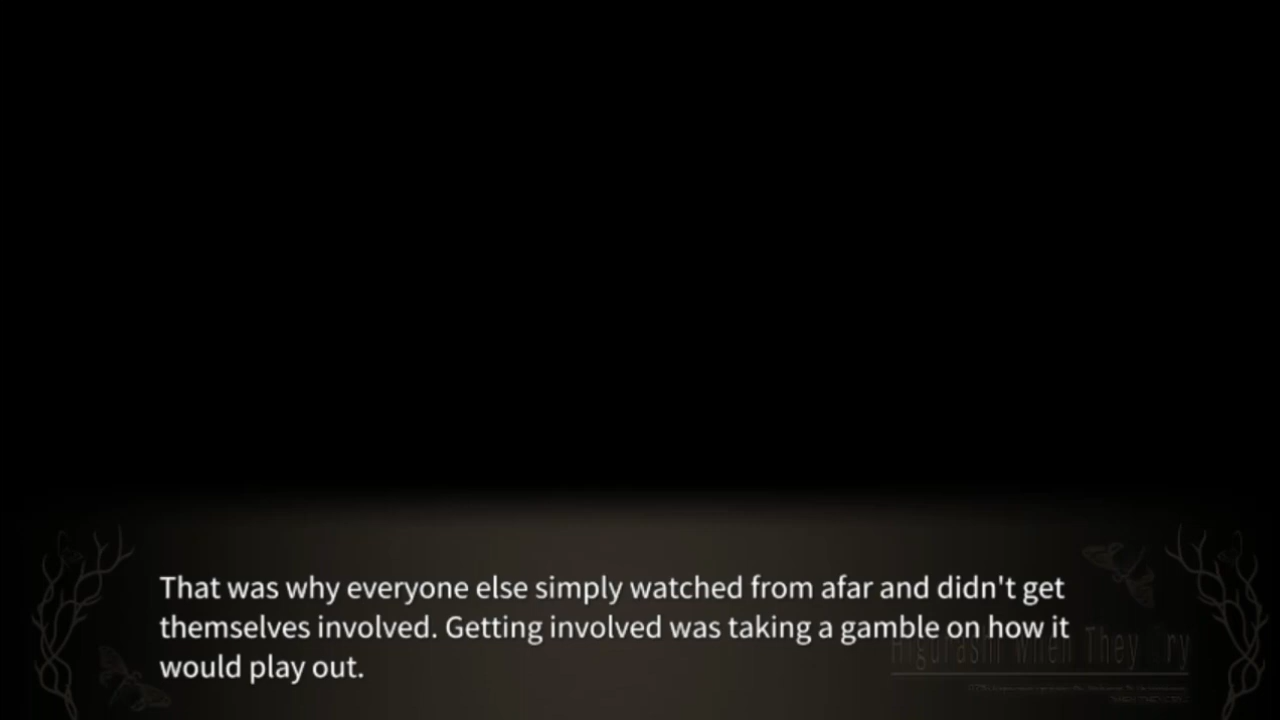 That was why everyone else simply watched from afar and didn't get
themselves involved. Getting involved was taking a gamble on how it
would play out.
Higurashi When They Cry